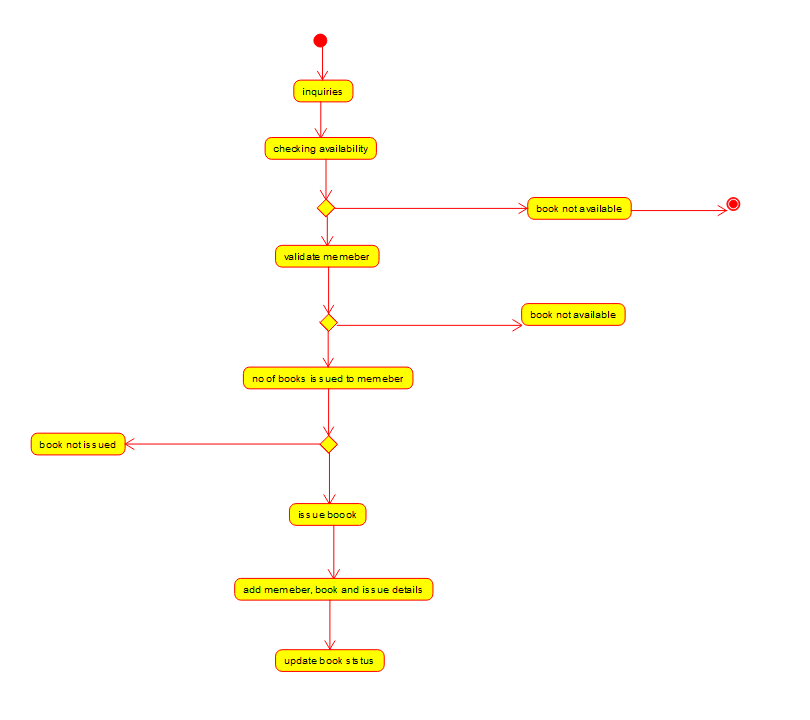 inquiries
checking availability
book not available
validate memeber
book not available
no of books issued to memeber
book not issued
issue boook
add memeber, book and issue details
update book ststus